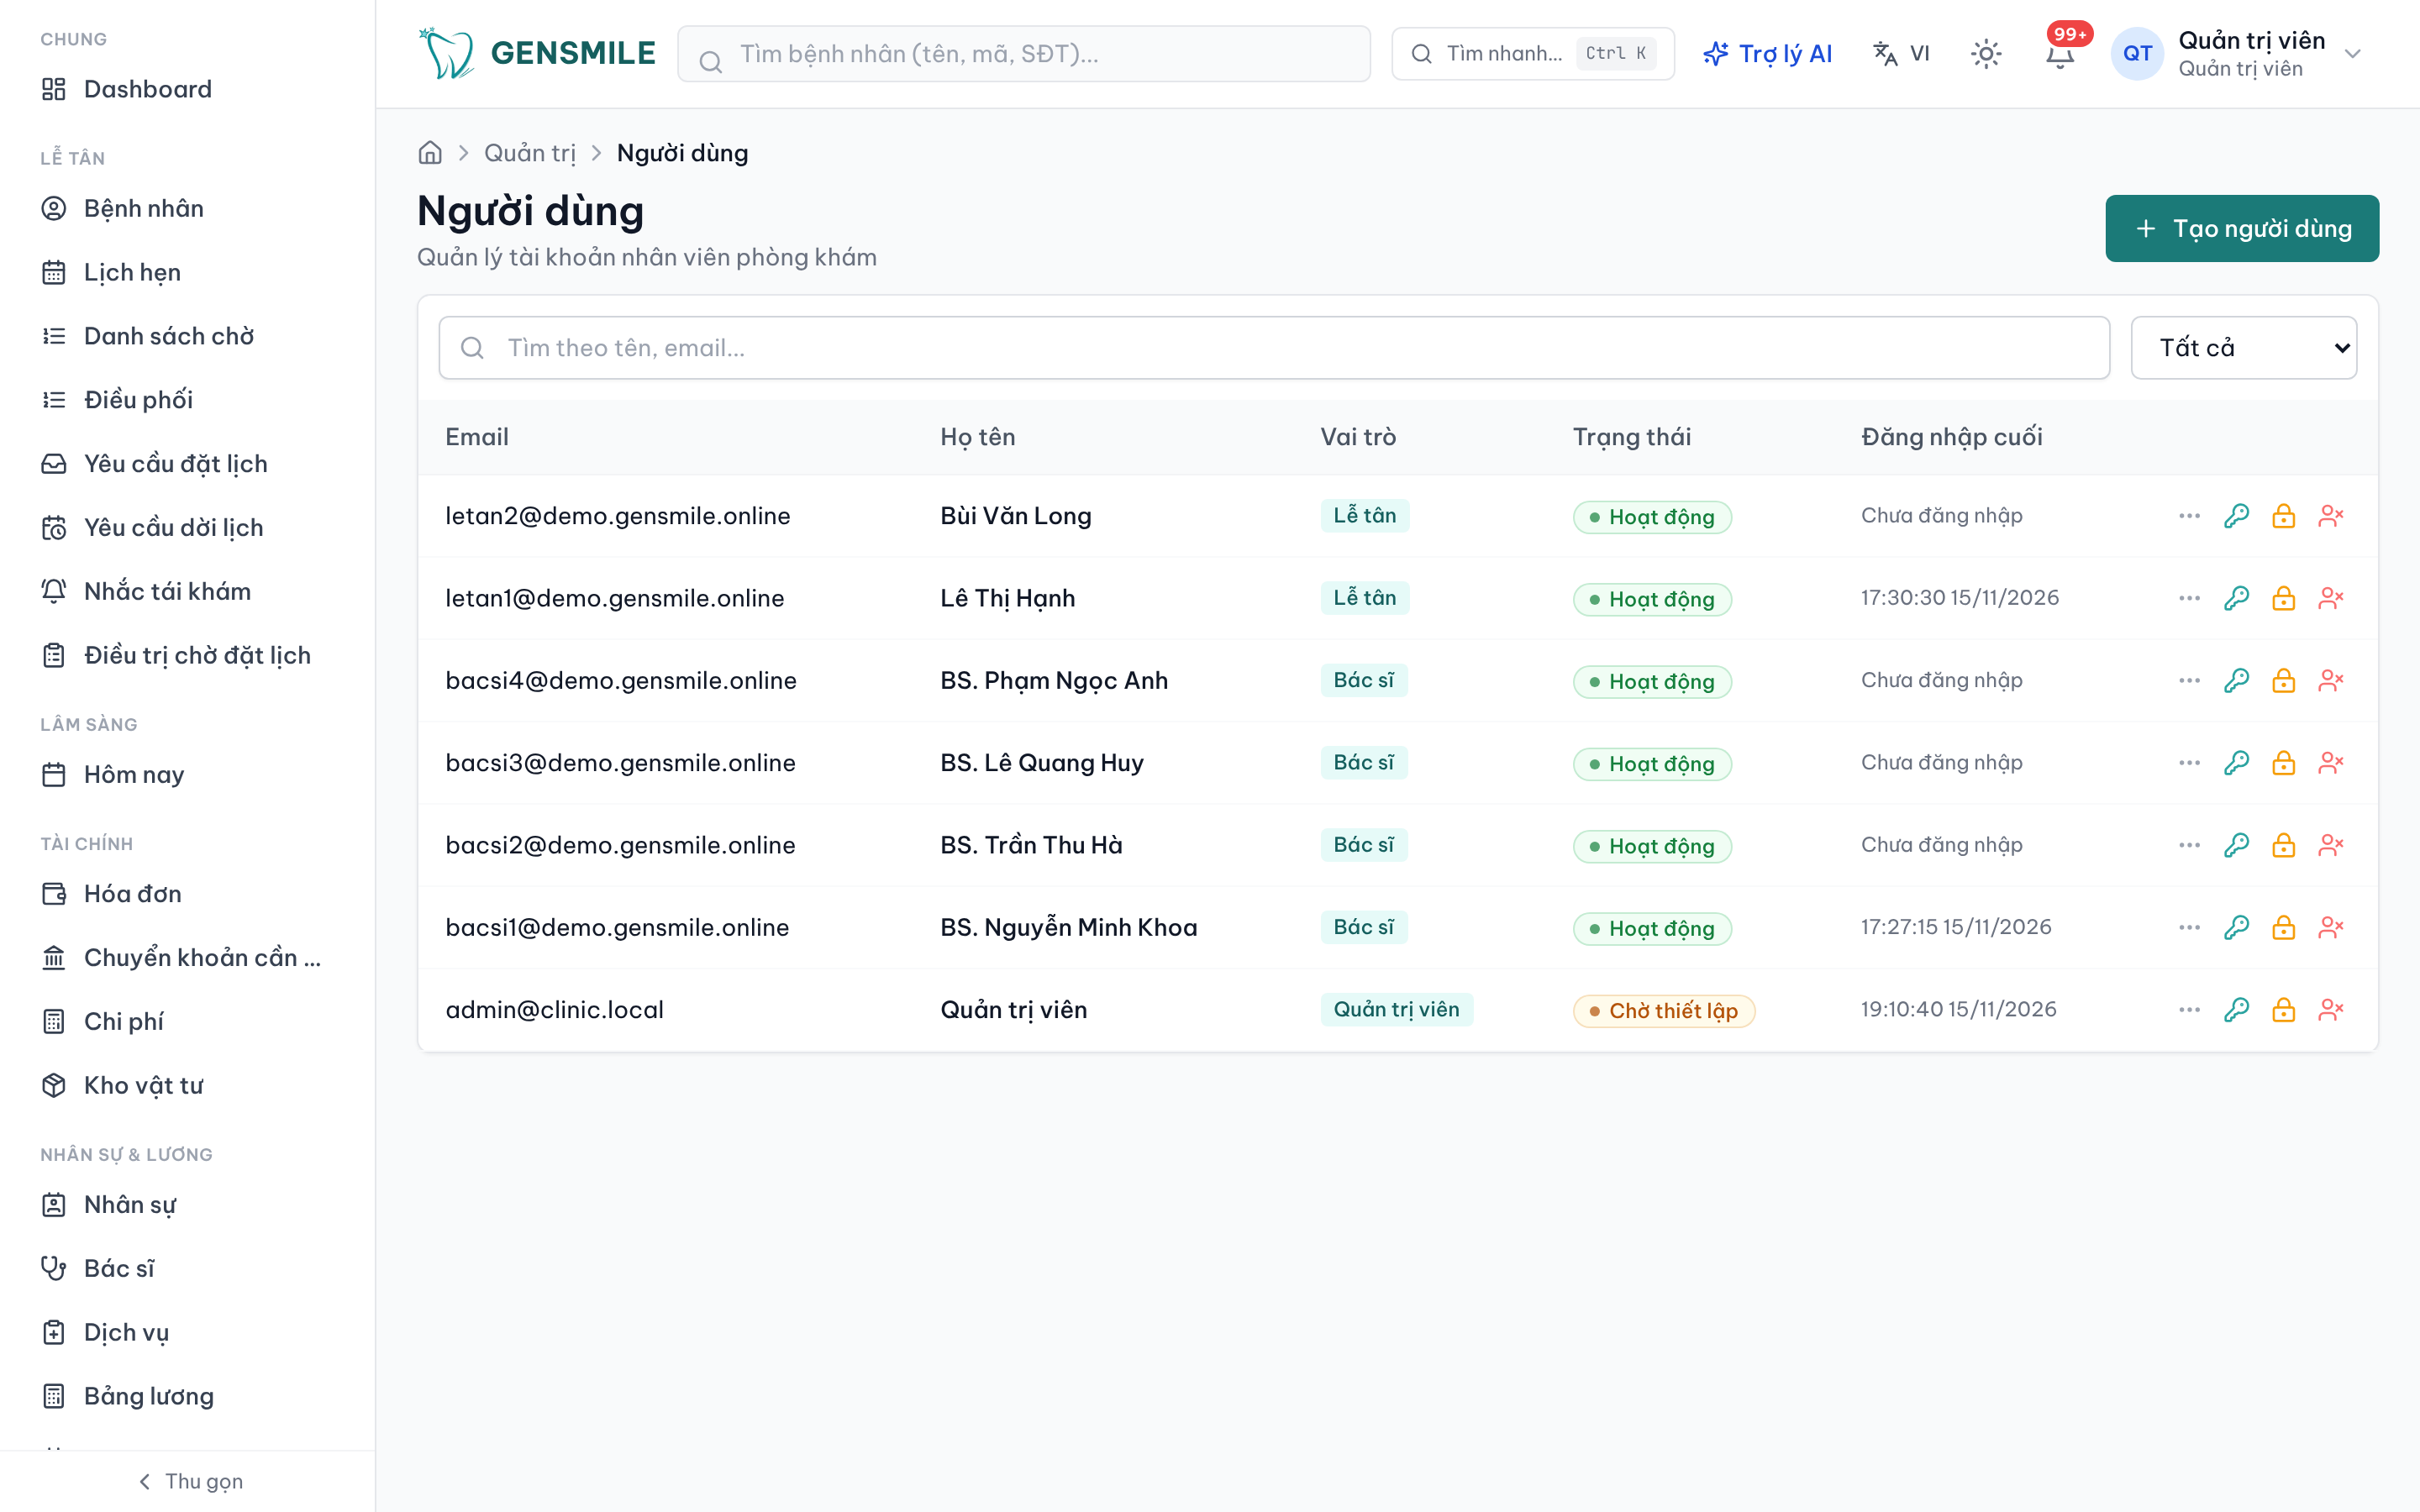 CHUNG
Dashboard
LỄ TÂN
Bệnh nhân
Lịch hẹn
Danh sách chờ
Điều phối
Yêu cầu đặt lịch
Yêu cầu dời lịch
Nhắc tái khám
Điều trị chờ đặt lịch
LÂM SÀNG
Hôm nay
TÀI CHÍNH
Hóa đơn
Chuyển khoản cần ...
Chi phí
Kho vật tư
NHÂN SỰ & LƯƠNG
Nhân sự
Bác sĩ
Dịch vụ
Bảng lương
Thu gọn
GENSMILE
Tìm bệnh nhân (tên, mã, SĐT)...
Tìm nhanh... Ctrl K
Trợ lý AI
VI
99+
QT
Quản trị viên
Quản trị viên
Quản trị > Người dùng
Người dùng
Quản lý tài khoản nhân viên phòng khám
+ Tạo người dùng
Tìm theo tên, email...
Tất cả
Email Họ tên Vai trò Trạng thái Đăng nhập cuối
letan2@demo.gensmile.online Bùi Văn Long Lễ tân Hoạt động Chưa đăng nhập
letan1@demo.gensmile.online Lê Thị Hạnh Lễ tân Hoạt động 17:30:30 15/11/2026
bacsi4@demo.gensmile.online BS. Phạm Ngọc Anh Bác sĩ Hoạt động Chưa đăng nhập
bacsi3@demo.gensmile.online BS. Lê Quang Huy Bác sĩ Hoạt động Chưa đăng nhập
bacsi2@demo.gensmile.online BS. Trần Thu Hà Bác sĩ Hoạt động Chưa đăng nhập
bacsi1@demo.gensmile.online BS. Nguyễn Minh Khoa Bác sĩ Hoạt động 17:27:15 15/11/2026
admin@clinic.local Quản trị viên Quản trị viên Chờ thiết lập 19:10:40 15/11/2026